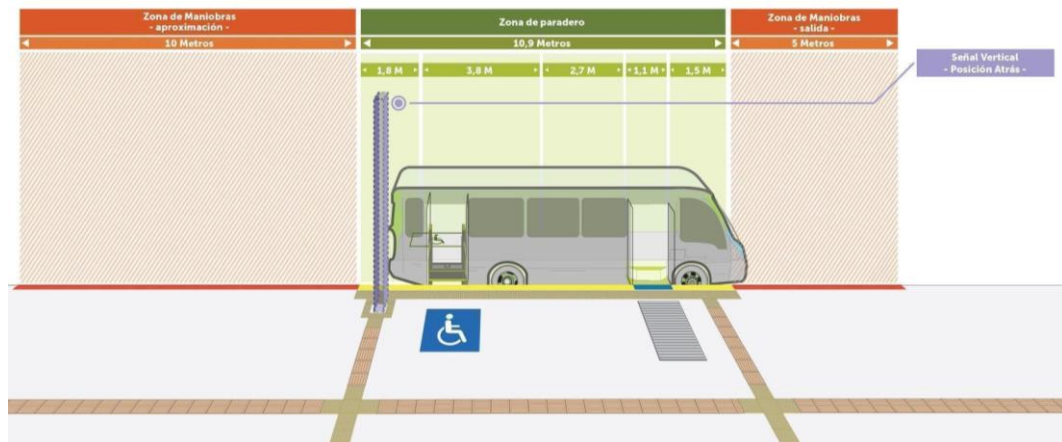 Zona de Maniobras
- aproximación -
10 Metros
Zona de paradero
10,9 Metros
Zona de Maniobras
- salida -
5 Metros
1,8 M
3,8 M
2,7 M
1,1 M
1,5 M
Señal Vertical
- Posición Atrás -